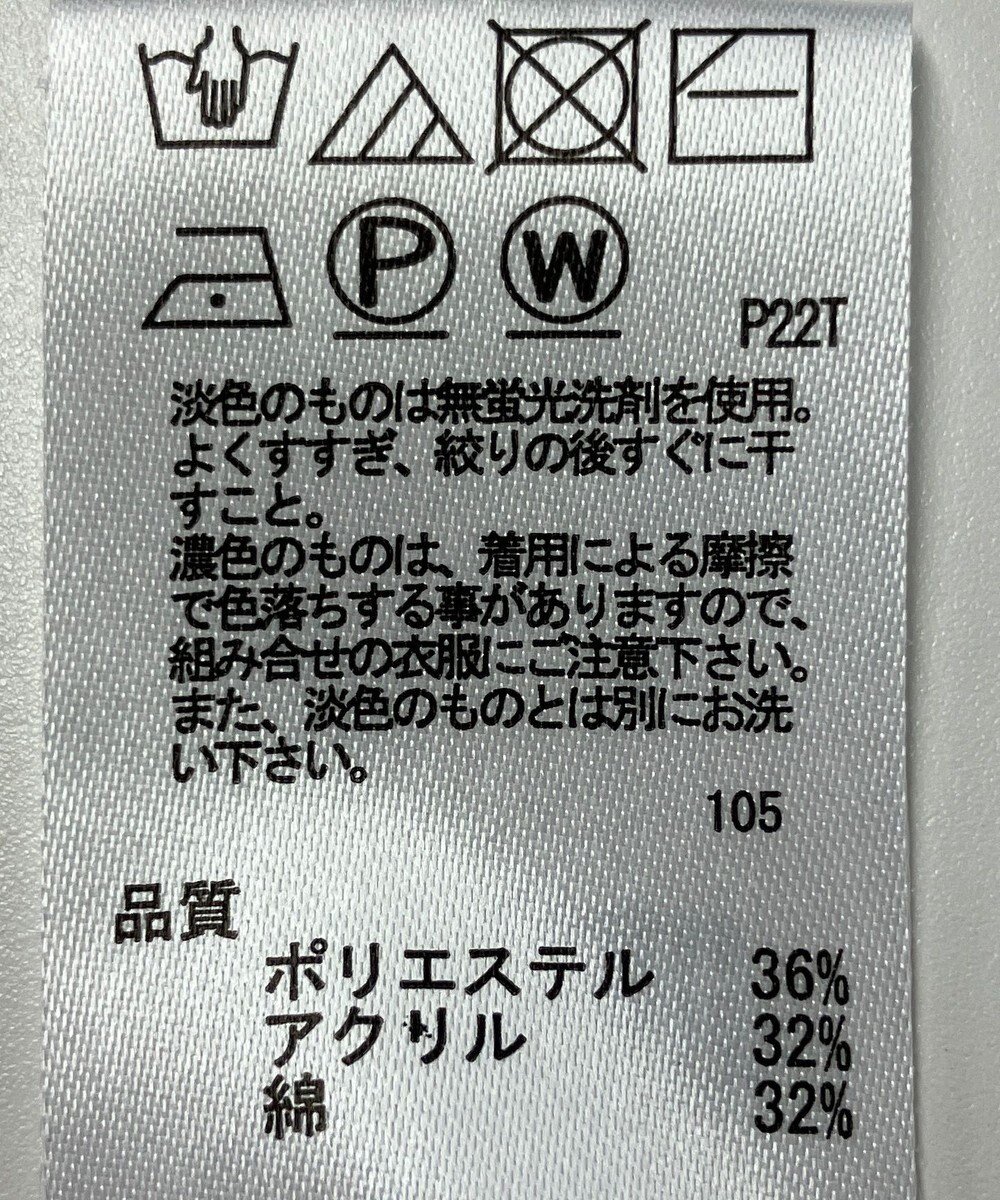 P
W
P22T
淡色のものは無蛍光洗剤を使用。
よくすすぎ、絞りの後すぐに干
すこと。
濃色のものは、着用による摩擦
で色落ちする事がありますので、
組み合せの衣服にご注意下さい。
また、淡色のものとは別にお洗
い下さい。
105
品質
ポリエステル 36%
アクリル 32%
綿 32%